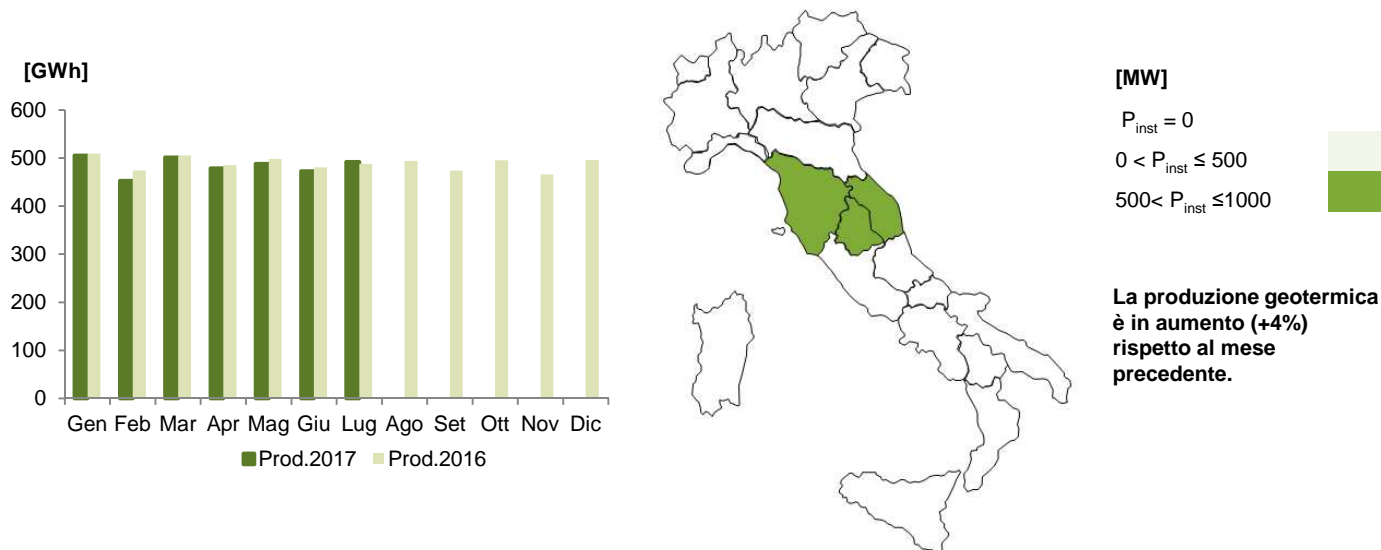 [GWh]
600
500
400
300
200
100
0
Gen Feb Mar Apr Mag Giu Lug Ago Set Ott Nov Dic
Prod.2017 Prod.2016
[MW]
Pinst = 0
0 < Pinst ≤ 500
500< Pinst ≤1000
La produzione geotermica
è in aumento (+4%)
rispetto al mese
precedente.